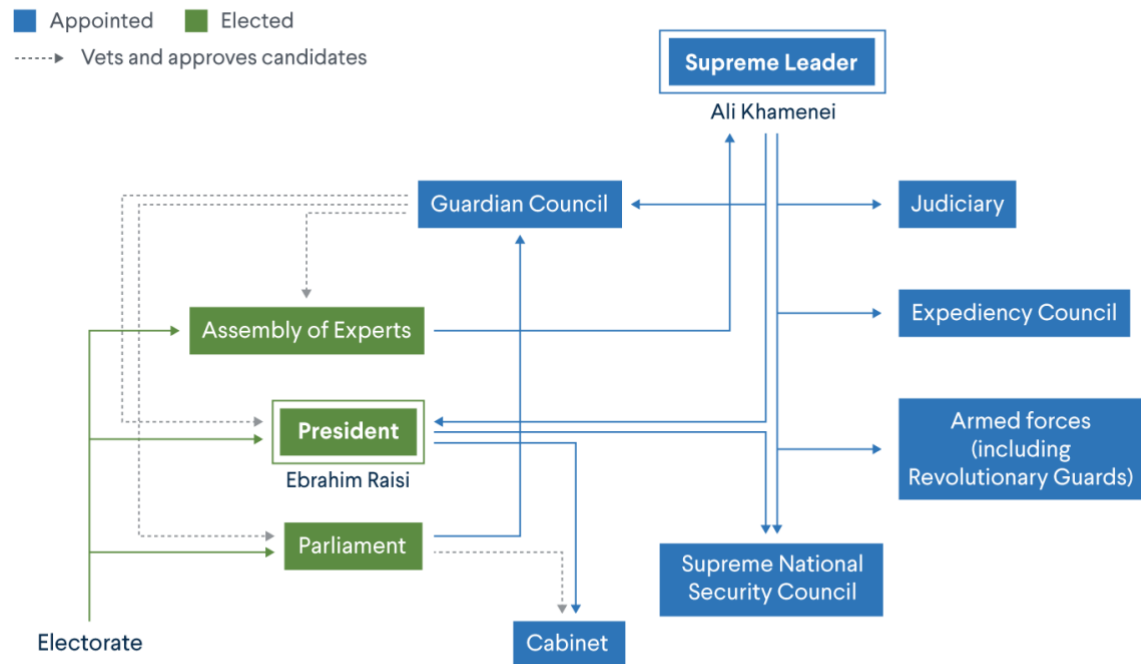 Appointed
Elected
Vets and approves candidates
Supreme Leader
Ali Khamenei
Guardian Council
Judiciary
Assembly of Experts
Expediency Council
President
Ebrahim Raisi
Armed forces
(including
Revolutionary Guards)
Parliament
Supreme National
Security Council
Electorate
Cabinet